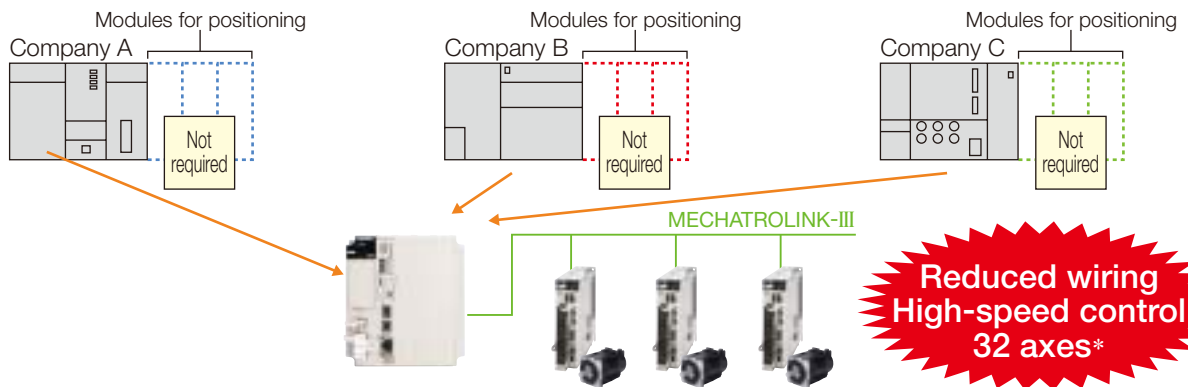 Modules for positioning
Company A
Not
required
Modules for positioning
Company B
Not
required
Modules for positioning
Company C
Not
required
MECHATROLINK-III
Reduced wiring
High-speed control
32 axes*